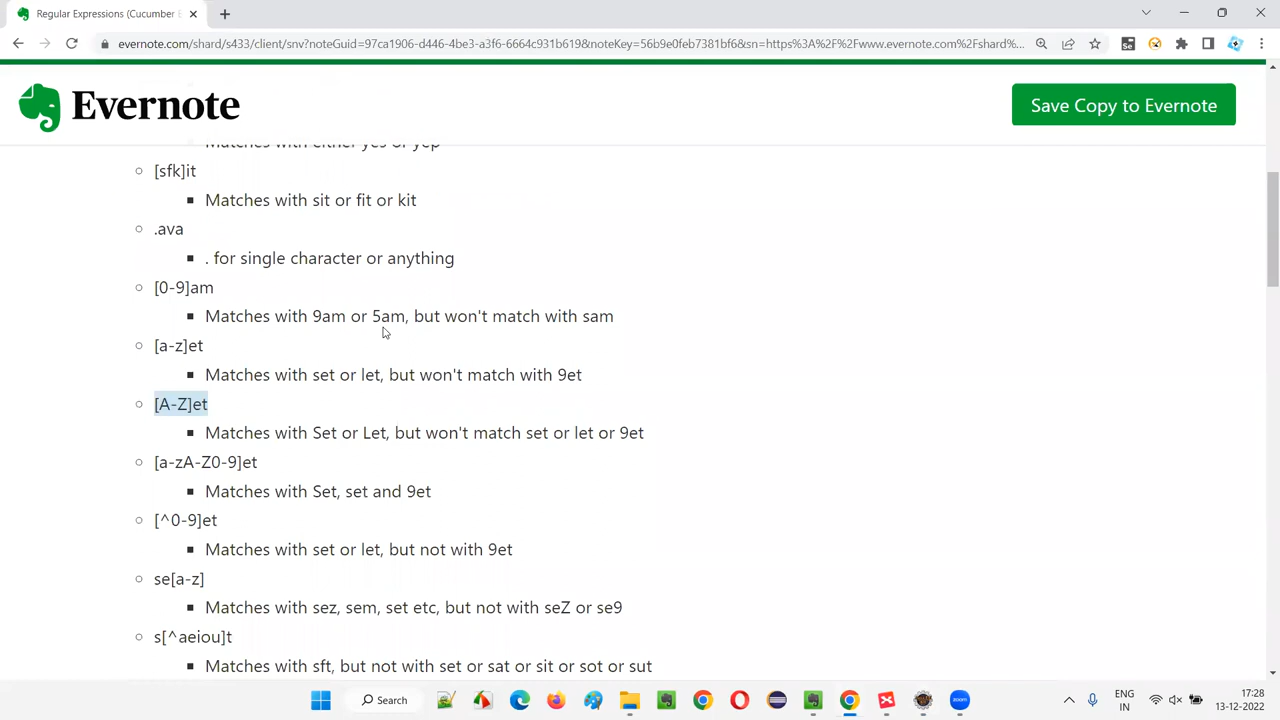 Regular Expressions (Cucumber E
evernote.com/shard/s433/client/snv?noteGuid=97ca1906-df46-4be3-a3f6-6664c931b619&noteKey=56b9e0feb7381bf6&sn=https%3A%2F%2Fwww.evernote.com%2Fshard%...
Evernote
Save Copy to Evernote
Matches with either yes or yep
[sfk]it
Matches with sit or fit or kit
.ava
. for single character or anything
[0-9]am
Matches with 9am or 5am, but won't match with sam
[a-z]et
Matches with set or let, but won't match with 9et
[A-Z]et
Matches with Set or Let, but won't match set or let or 9et
[a-zA-Z0-9]et
Matches with Set, set and 9et
[^0-9]et
Matches with set or let, but not with 9et
se[a-z]
Matches with sez, sem, set etc, but not with seZ or se9
s[^aeiou]t
Matches with sft, but not with set or sat or sit or sot or sut
Search
ENG
IN
17:28
13-12-2022